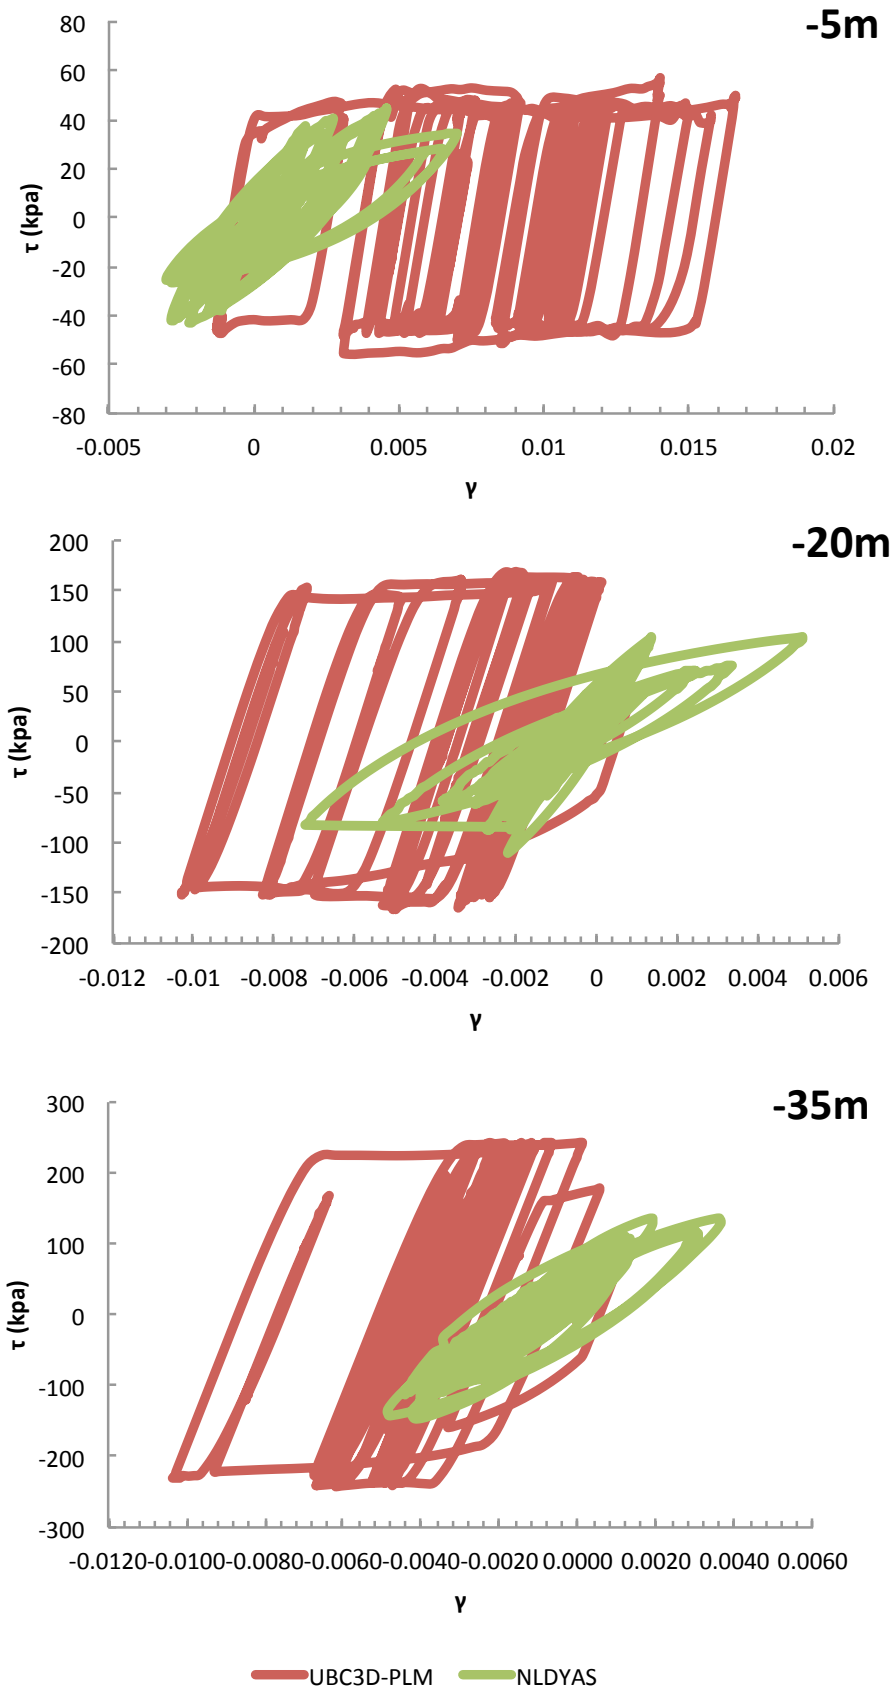 -5m
80
60
40
20
0
-20
-40
-60
-80
τ (kpa)
-0.005 0 0.005 0.01 0.015 0.02
γ
-20m
200
150
100
50
0
-50
-100
-150
-200
τ (kpa)
-0.012 -0.01 -0.008 -0.006 -0.004 -0.002 0 0.002 0.004 0.006
γ
-35m
300
200
100
0
-100
-200
-300
τ (kpa)
-0.0120 -0.0100 -0.0080 -0.0060 -0.0040 -0.0020 0.0000 0.0020 0.0040 0.0060
γ
UBC3D-PLM NLDYAS